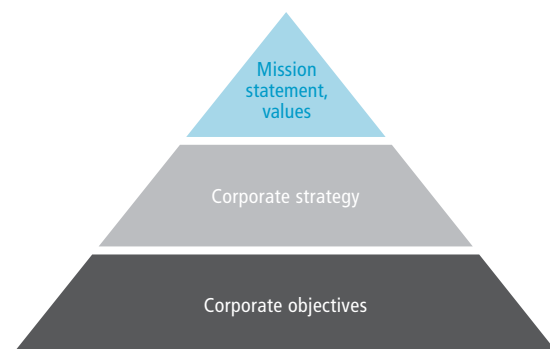 Mission
statement,
values
Corporate strategy
Corporate objectives